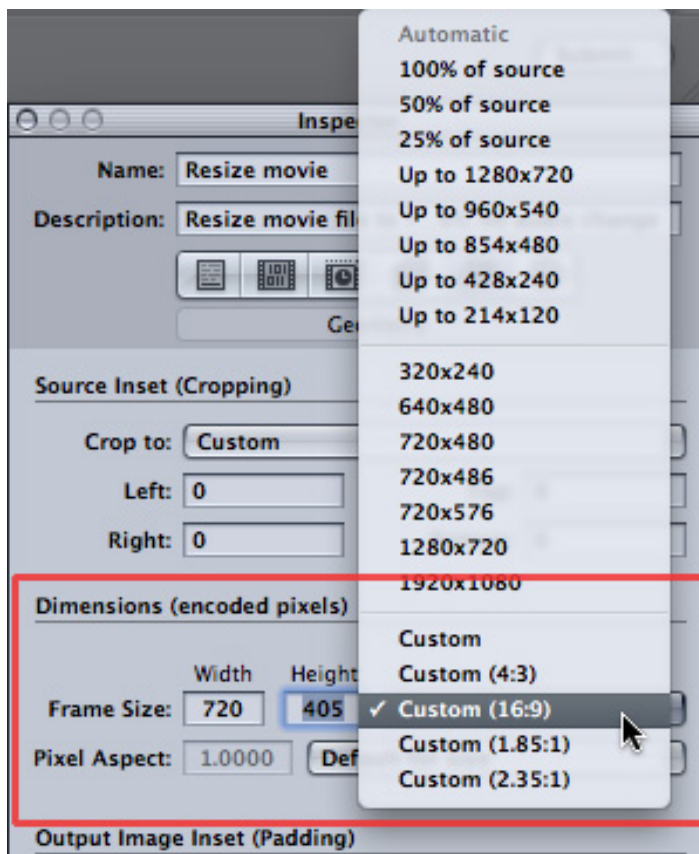 Automatic
100% of source
50% of source
25% of source
Up to 1280x720
Up to 960x540
Up to 854x480
Up to 428x240
Up to 214x120
320x240
640x480
720x480
720x486
720x576
1280x720
1920x1080
Custom
Custom (4:3)
✓ Custom (16:9)
Custom (1.85:1)
Custom (2.35:1)
Name: Resize movie
Description: Resize movie
Source Inset (Cropping)
Crop to: Custom
Left: 0
Right: 0
Dimensions (encoded pixels)
Width Height
Frame Size: 720 405
Pixel Aspect: 1.0000
Output Image Inset (Padding)